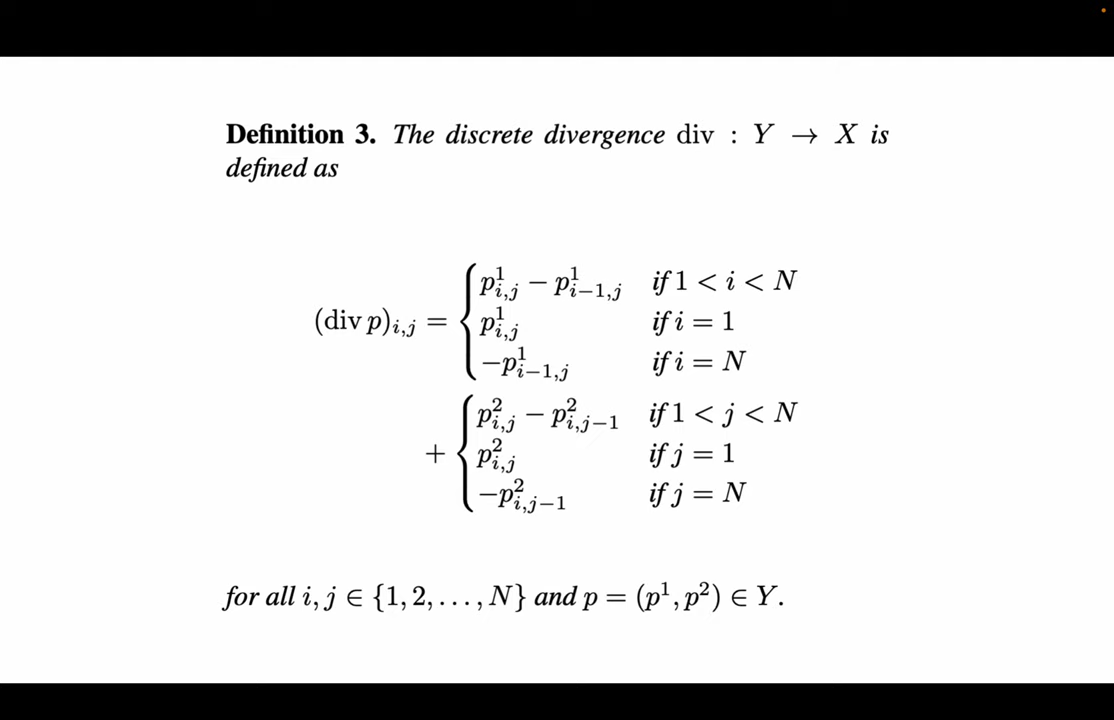 Definition 3. The discrete divergence div : Y → X is
defined as
(div p)_{i,j} = { p^1_{i,j} − p^1_{i−1,j} if 1 < i < N
p^1_{i,j} if i = 1
−p^1_{i−1,j} if i = N
+ { p^2_{i,j} − p^2_{i,j−1} if 1 < j < N
p^2_{i,j} if j = 1
−p^2_{i,j−1} if j = N
for all i, j ∈ {1, 2, . . . , N} and p = (p^1, p^2) ∈ Y.